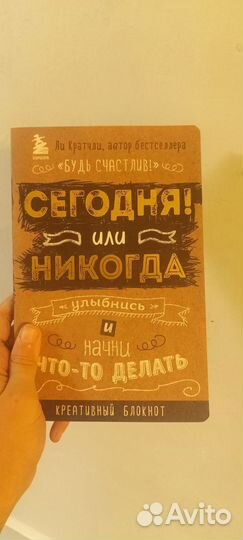 Ли Кратчли, автор бестселлера
«БУДЬ СЧАСТЛИВ!»
СЕГОДНЯ!
или
НИКОГДА
улыбнись
и
начни
ЧТО-ТО ДЕЛАТЬ
КРЕАТИВНЫЙ БЛОКНОТ
Avito